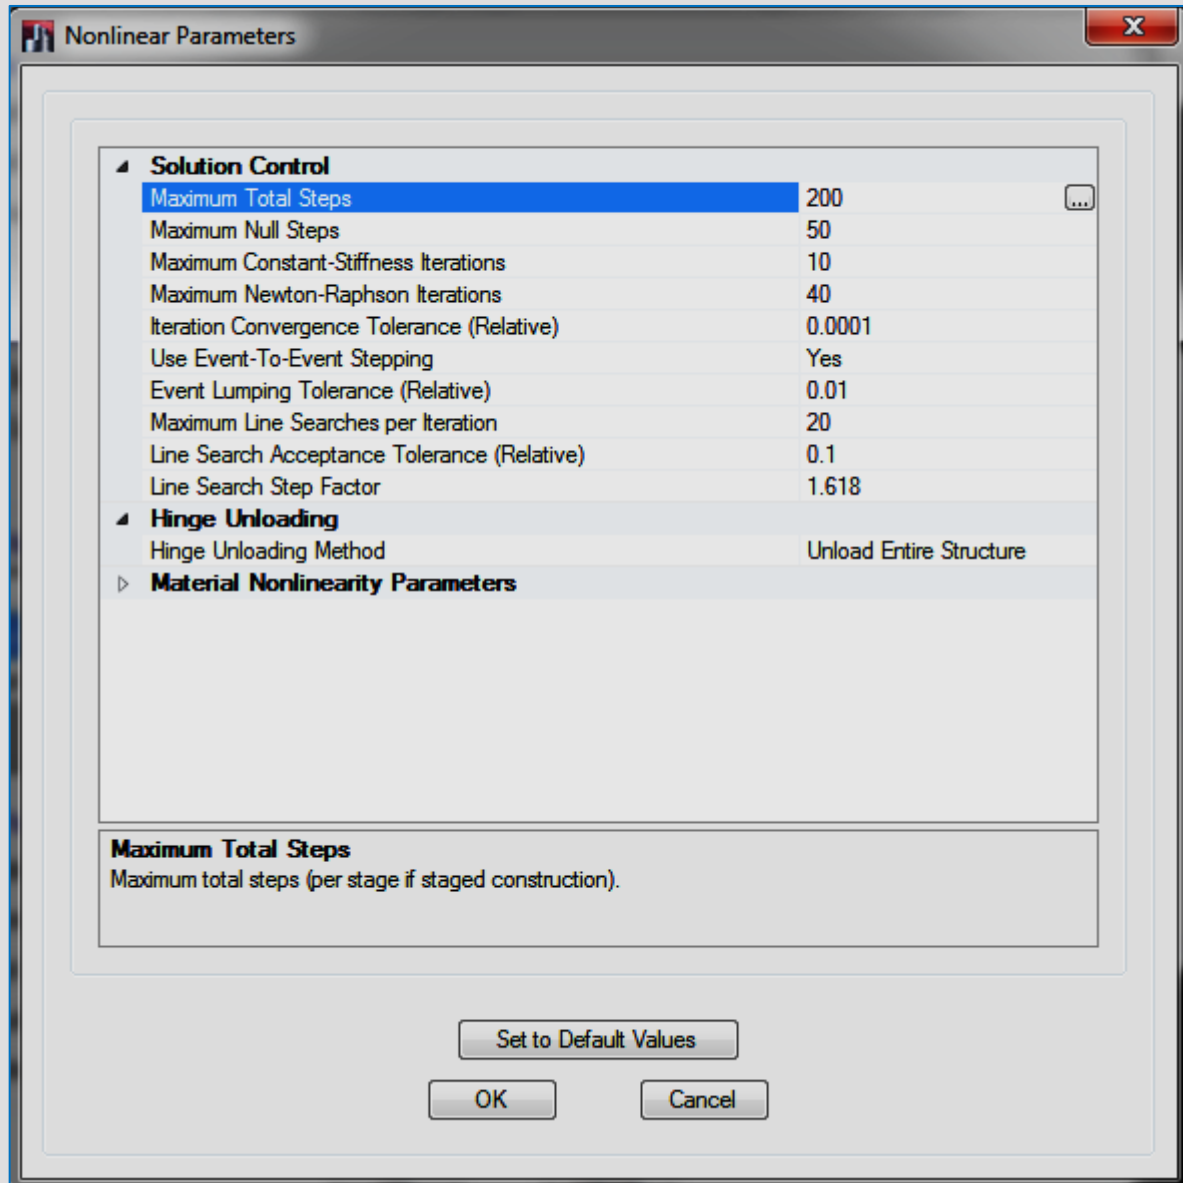 Nonlinear Parameters
Solution Control
Maximum Total Steps 200 ...
Maximum Null Steps 50
Maximum Constant-Stiffness Iterations 10
Maximum Newton-Raphson Iterations 40
Iteration Convergence Tolerance (Relative) 0.0001
Use Event-To-Event Stepping Yes
Event Lumping Tolerance (Relative) 0.01
Maximum Line Searches per Iteration 20
Line Search Acceptance Tolerance (Relative) 0.1
Line Search Step Factor 1.618
Hinge Unloading
Hinge Unloading Method Unload Entire Structure
Material Nonlinearity Parameters
Maximum Total Steps
Maximum total steps (per stage if staged construction).
Set to Default Values
OK Cancel